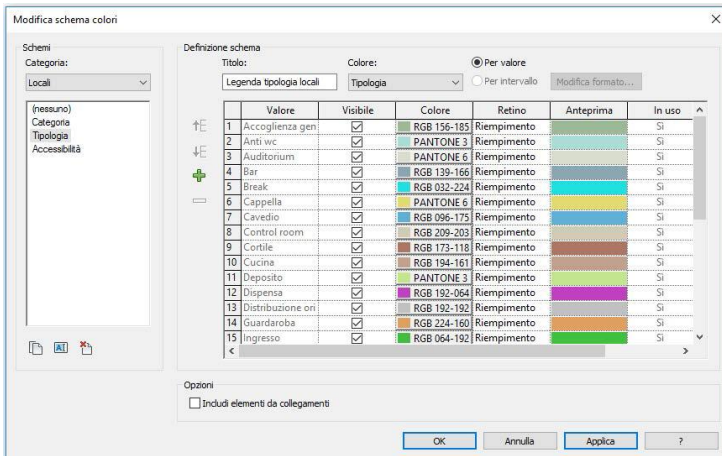 Modifica schema colori
Schemi
Categoria:
Locali
(nessuno)
Categoria
Tipologia
Accessibilità
Definizione schema
Titolo:
Legenda tipologia locali
Colore:
Tipologia
Per valore
Per intervallo
Modifica formato...
Valore Visibile Colore Retino Anteprima In uso
1 Accoglienza gen RGB 156-185 Riempimento Sì
2 Anti wc PANTONE 3 Riempimento Sì
3 Auditorium PANTONE 6 Riempimento Sì
4 Bar RGB 139-166 Riempimento Sì
5 Break RGB 032-224 Riempimento Sì
6 Cappella PANTONE 6 Riempimento Sì
7 Cavedio RGB 096-175 Riempimento Sì
8 Control room RGB 209-203 Riempimento Sì
9 Cortile RGB 173-118 Riempimento Sì
10 Cucina RGB 194-161 Riempimento Sì
11 Deposito PANTONE 3 Riempimento Sì
12 Dispensa RGB 192-064 Riempimento Sì
13 Distribuzione ori RGB 192-192 Riempimento Sì
14 Guardaroba RGB 224-160 Riempimento Sì
15 Ingresso RGB 064-192 Riempimento Sì
Opzioni
Includi elementi da collegamenti
OK Annulla Applica ?